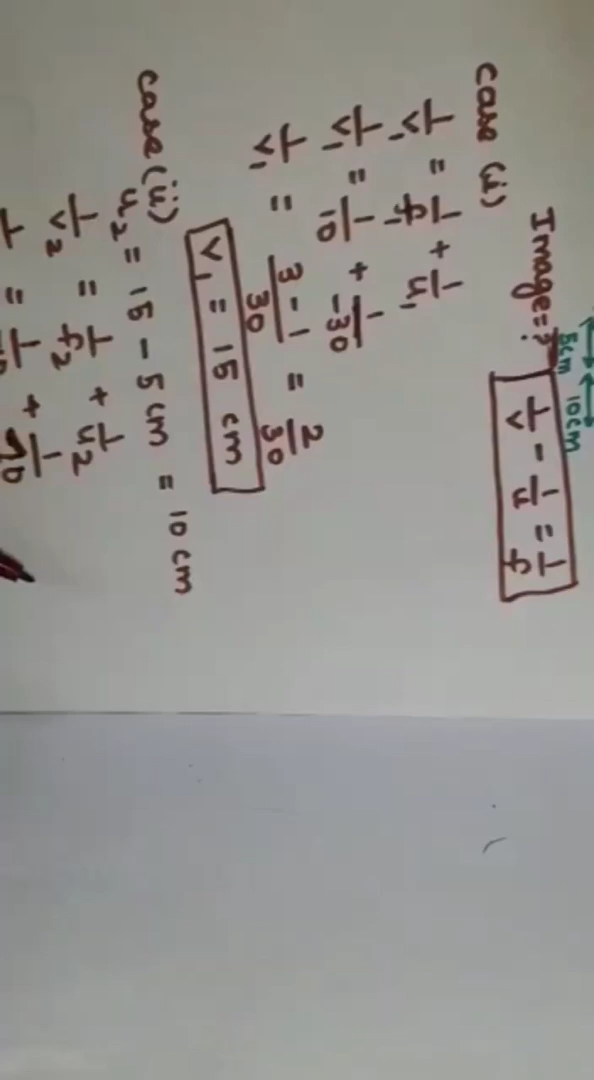 5cm 10cm
Image=?
1/v - 1/u = 1/f
case (i)
1/v₁ = 1/f₁ + 1/u₁
1/v₁ = 1/10 + 1/-30
1/v₁ = 3-1/30 = 2/30
v₁ = 15 cm
case (ii)
u₂ = 15 - 5 cm = 10 cm
1/v₂ = 1/f₂ + 1/u₂